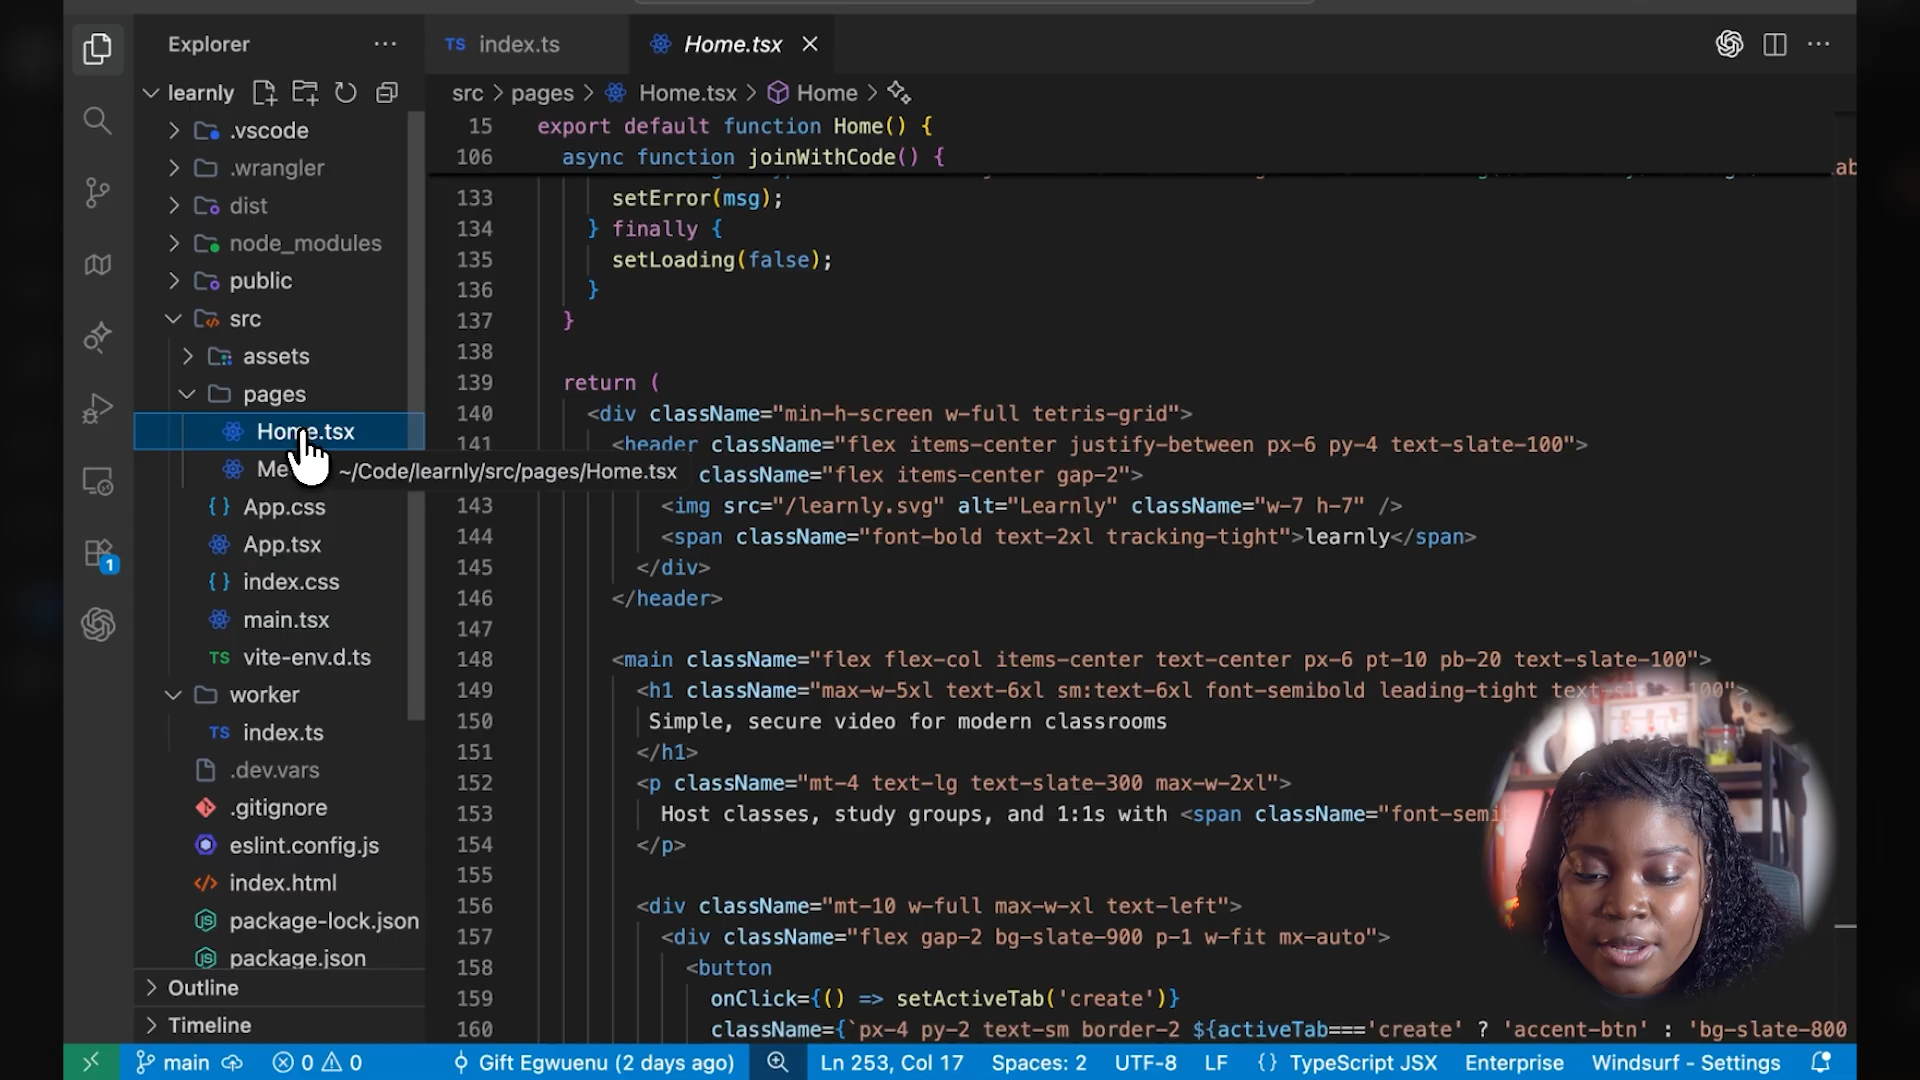 Explorer
learnly
.vscode
.wrangler
dist
node_modules
public
src
assets
pages
Home.tsx
Me
~/Code/learnly/src/pages/Home.tsx
App.css
App.tsx
index.css
main.tsx
TS vite-env.d.ts
worker
TS index.ts
.dev.vars
.gitignore
eslint.config.js
index.html
package-lock.json
package.json
Outline
Timeline
1
TS index.ts
Home.tsx
src > pages > Home.tsx > Home >
15 export default function Home() {
106 async function joinWithCode() {
133 setError(msg);
134 } finally {
135 setLoading(false);
136 }
137 }
138
139 return (
140 <div className="min-h-screen w-full tetris-grid">
141 <header className="flex items-center justify-between px-6 py-4 text-slate-100">
className="flex items-center gap-2">
143 <img src="/learnly.svg" alt="Learnly" className="w-7 h-7" />
144 <span className="font-bold text-2xl tracking-tight">learnly</span>
145 </div>
146 </header>
147
148 <main className="flex flex-col items-center text-center px-6 pt-10 pb-20 text-slate-100">
149 <h1 className="max-w-5xl text-6xl sm:text-6xl font-semibold leading-tight
150 Simple, secure video for modern classrooms
151 </h1>
152 <p className="mt-4 text-lg text-slate-300 max-w-2xl">
153 Host classes, study groups, and 1:1s with <span className="font-semi
154 </p>
155
156 <div className="mt-10 w-full max-w-xl text-left">
157 <div className="flex gap-2 bg-slate-900 p-1 w-fit mx-auto">
158 <button
159 onClick={() => setActiveTab('create')}
160 className={`px-4 py-2 text-sm border-2 ${activeTab==='create' ? 'accent-btn' : 'bg-slate-800
main
0 0
Gift Egwuenu (2 days ago)
Ln 253, Col 17
Spaces: 2
UTF-8
LF
{} TypeScript JSX
Enterprise
Windsurf - Settings